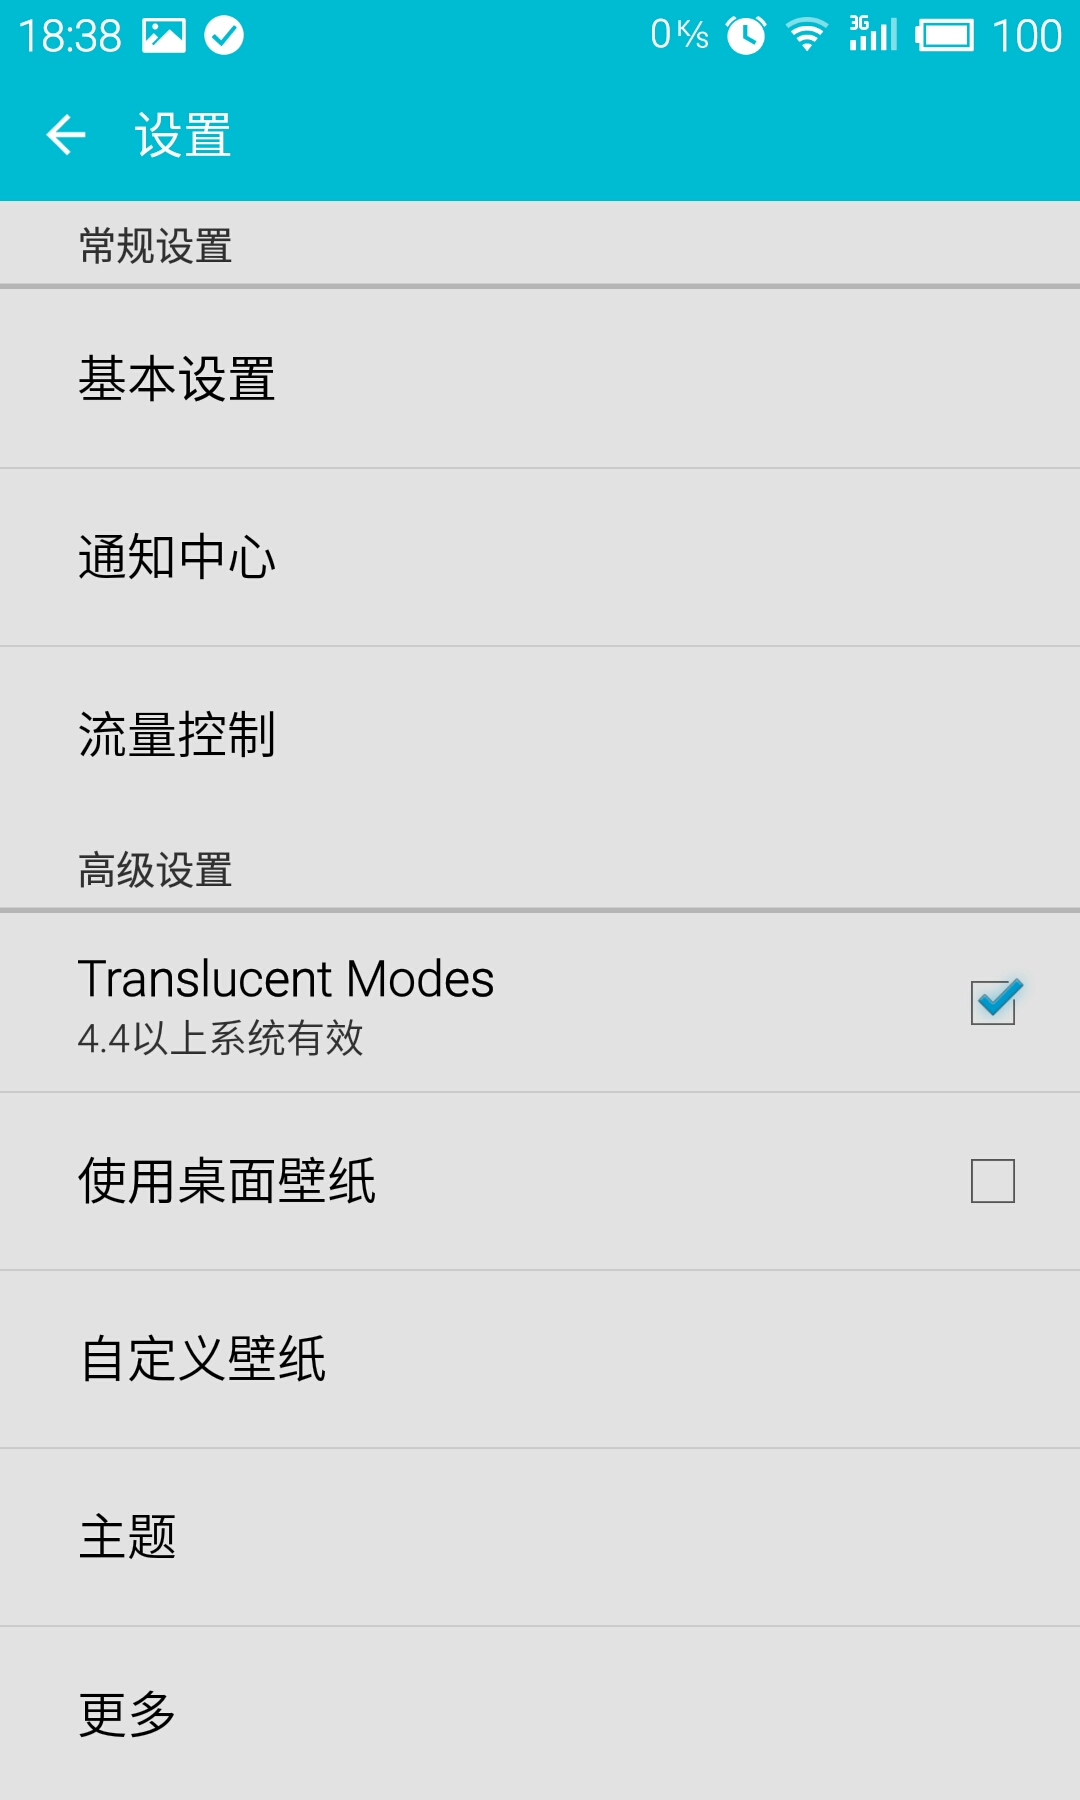 18:38 0K/s 3G 100
设置
常规设置
基本设置
通知中心
流量控制
高级设置
Translucent Modes
4.4以上系统有效
使用桌面壁纸
自定义壁纸
主题
更多